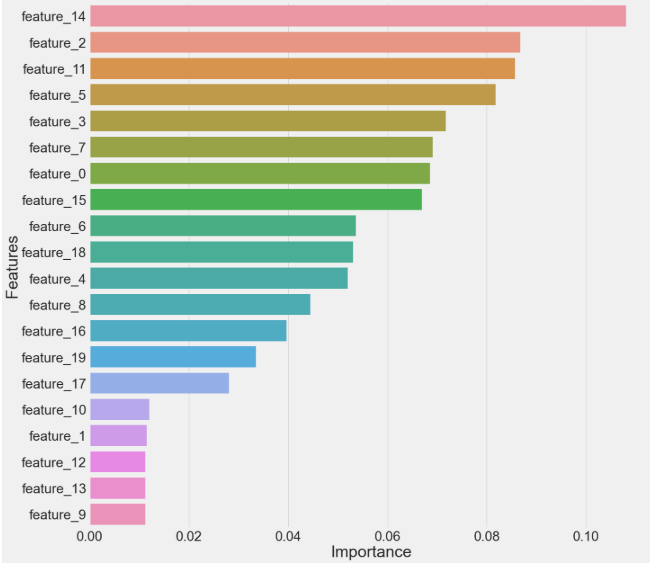 feature_14
feature_2
feature_11
feature_5
feature_3
feature_7
feature_0
feature_15
feature_6
feature_18
feature_4
feature_8
feature_16
feature_19
feature_17
feature_10
feature_1
feature_12
feature_13
feature_9
Features
0.00 0.02 0.04 0.06 0.08 0.10
Importance